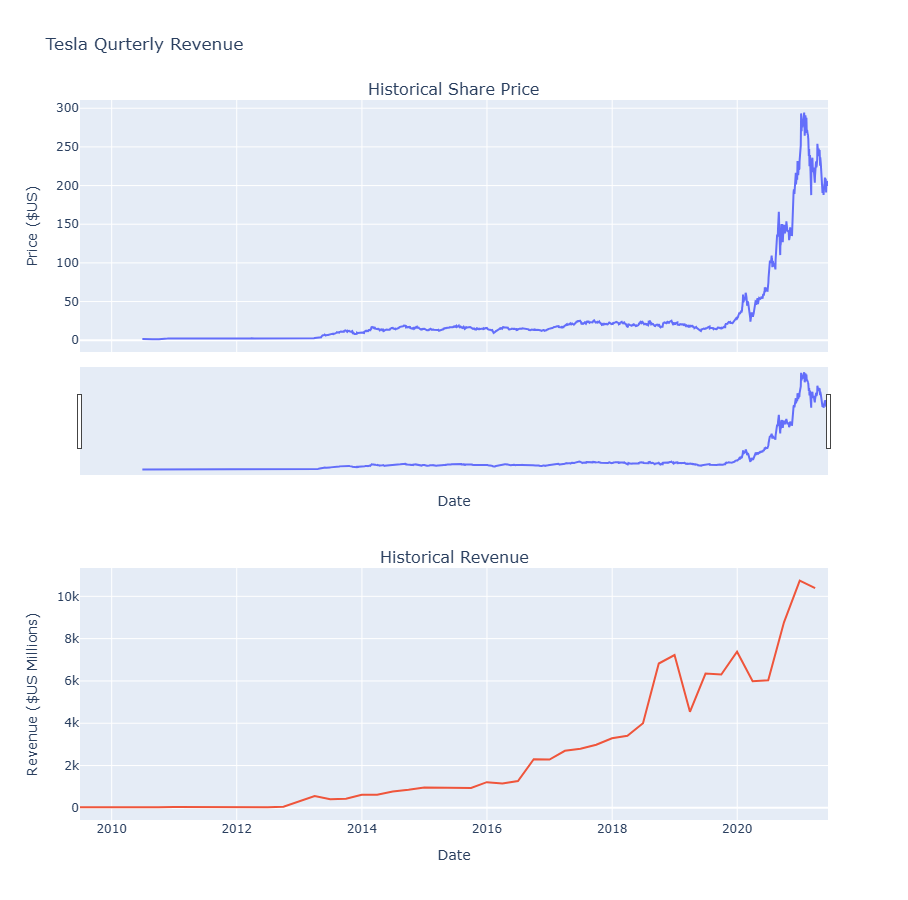 Tesla Qurterly Revenue
Historical Share Price
300
250
200
150
100
50
0
Price ($US)
Date
Historical Revenue
10k
8k
6k
4k
2k
0
Revenue ($US Millions)
2010 2012 2014 2016 2018 2020
Date